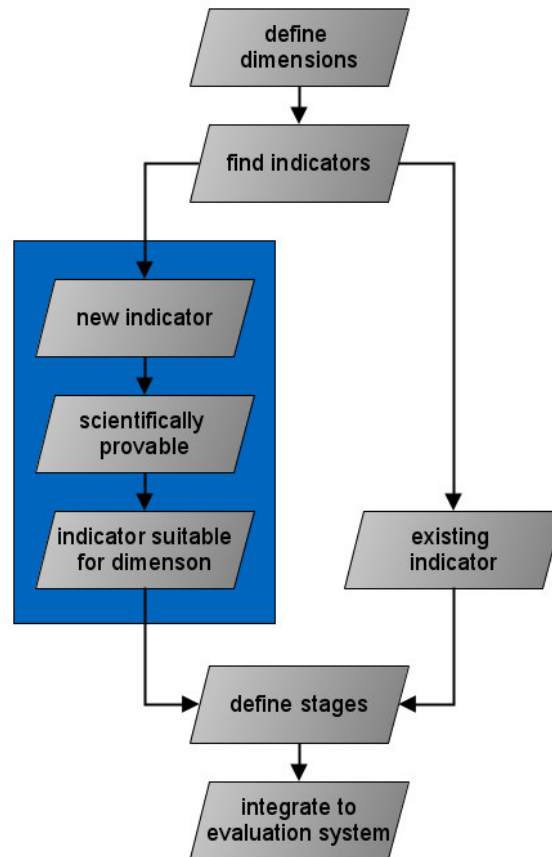 define
dimensions
find indicators
new indicator
scientifically
provable
indicator suitable
for dimenson
existing
indicator
define stages
integrate to
evaluation system